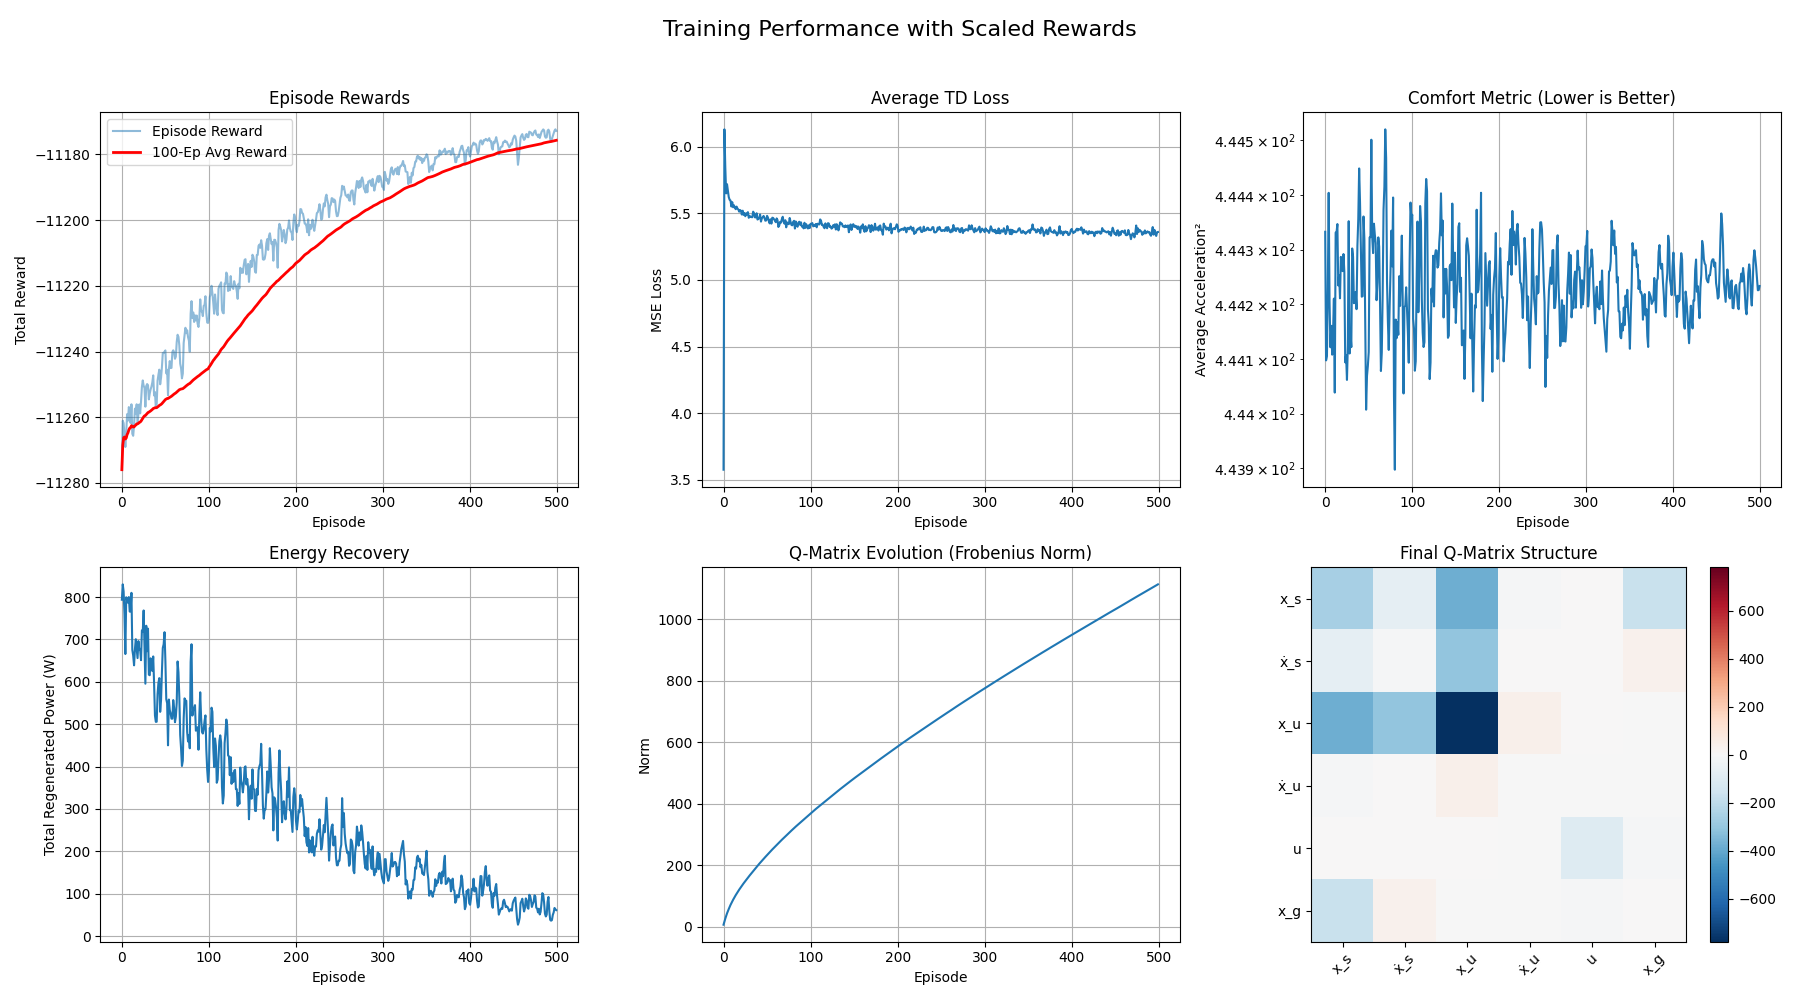 Training Performance with Scaled Rewards
Episode Rewards
Episode Reward
100-Ep Avg Reward
Total Reward
−11180
−11200
−11220
−11240
−11260
−11280
0 100 200 300 400 500
Episode
Average TD Loss
MSE Loss
6.0
5.5
5.0
4.5
4.0
3.5
0 100 200 300 400 500
Episode
Comfort Metric (Lower is Better)
Average Acceleration²
4.445 × 10²
4.444 × 10²
4.443 × 10²
4.442 × 10²
4.441 × 10²
4.44 × 10²
4.439 × 10²
0 100 200 300 400 500
Episode
Energy Recovery
Total Regenerated Power (W)
800
700
600
500
400
300
200
100
0
0 100 200 300 400 500
Episode
Q-Matrix Evolution (Frobenius Norm)
Norm
1000
800
600
400
200
0
0 100 200 300 400 500
Episode
Final Q-Matrix Structure
x_s
ẋ_s
x_u
ẋ_u
u
x_g
x_s ẋ_s x_u ẋ_u u x_g
600
400
200
0
−200
−400
−600